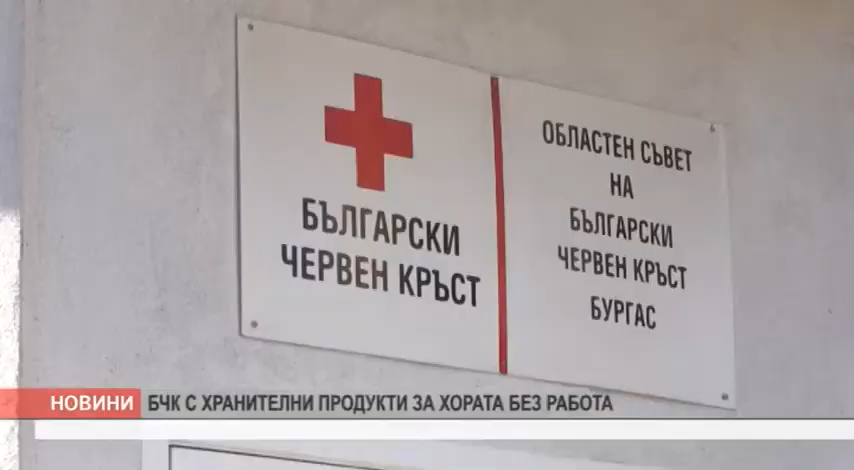 БЪЛГАРСКИ
ЧЕРВЕН КРЪСТ
ОБЛАСТЕН СЪВЕТ
НА
БЪЛГАРСКИ
ЧЕРВЕН КРЪСТ
БУРГАС
НОВИНИ БЧК С ХРАНИТЕЛНИ ПРОДУКТИ ЗА ХОРАТА БЕЗ РАБОТА